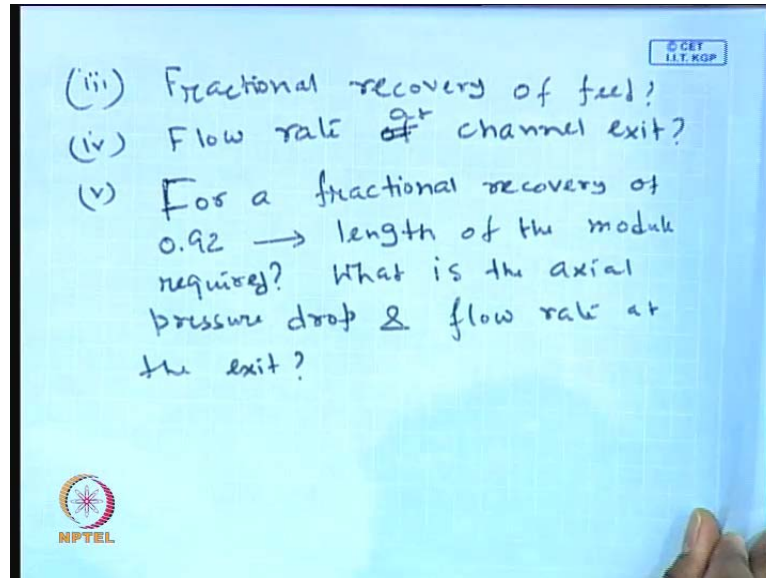 © CET
I.I.T. KGP
(iii) Fractional recovery of feed?
(iv) Flow rate at channel exit?
(v) For a fractional recovery of
0.92 → length of the module
required? What is the axial
pressure drop & flow rate at
the exit?
NPTEL